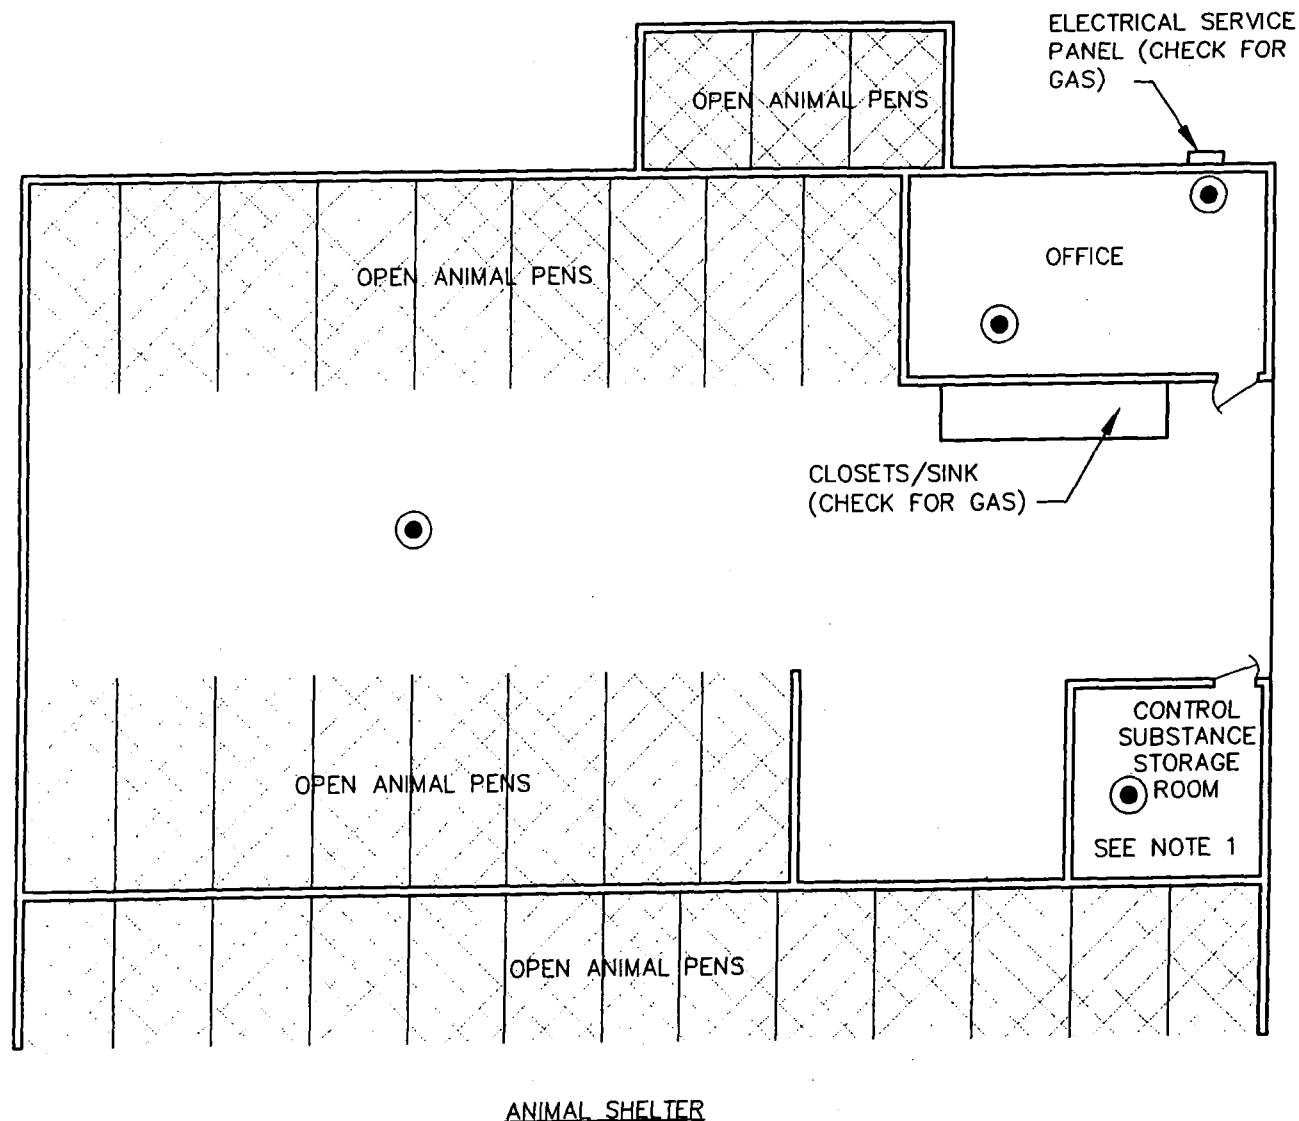 ELECTRICAL SERVICE
PANEL (CHECK FOR
GAS)
OPEN ANIMAL PENS
OPEN ANIMAL PENS
OFFICE
CLOSETS/SINK
(CHECK FOR GAS)
CONTROL
SUBSTANCE
STORAGE
ROOM
SEE NOTE 1
OPEN ANIMAL PENS
OPEN ANIMAL PENS
ANIMAL SHELTER